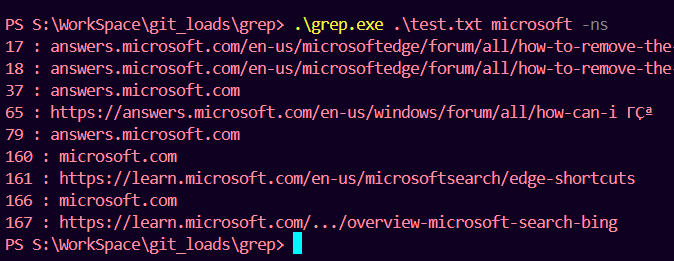 PS S:\WorkSpace\git_loads\grep> .\grep.exe .\test.txt microsoft -ns
17 : answers.microsoft.com/en-us/microsoftedge/forum/all/how-to-remove-the-
18 : answers.microsoft.com/en-us/microsoftedge/forum/all/how-to-remove-the-
37 : answers.microsoft.com
65 : https://answers.microsoft.com/en-us/windows/forum/all/how-can-i ΓÇª
79 : answers.microsoft.com
160 : microsoft.com
161 : https://learn.microsoft.com/en-us/microsoftsearch/edge-shortcuts
166 : microsoft.com
167 : https://learn.microsoft.com/.../overview-microsoft-search-bing
PS S:\WorkSpace\git_loads\grep>